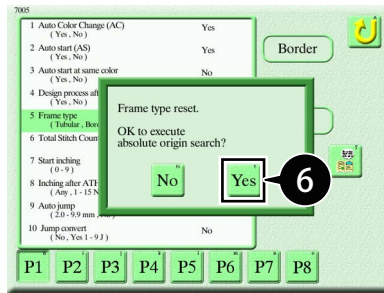 7005
1 Auto Color Change (AC) Yes
( Yes , No )
2 Auto start (AS) Yes
( Yes , No )
3 Auto start at same color No
( Yes , No )
4 Design process aft
( Yes , No )
5 Frame type
( Tubular , Bor
6 Total Stitch Coun
7 Start inching
( 0 - 9 )
8 Inching after ATH
( Any , 1 - 15 N
9 Auto jump
( 2.0 - 9.9 mm ,
10 Jump convert No
( No , Yes 1 - 9 J )
Border
Frame type reset.
OK to execute
absolute origin search?
No
Yes
6
P1 P2 P3 P4 P5 P6 P7 P8